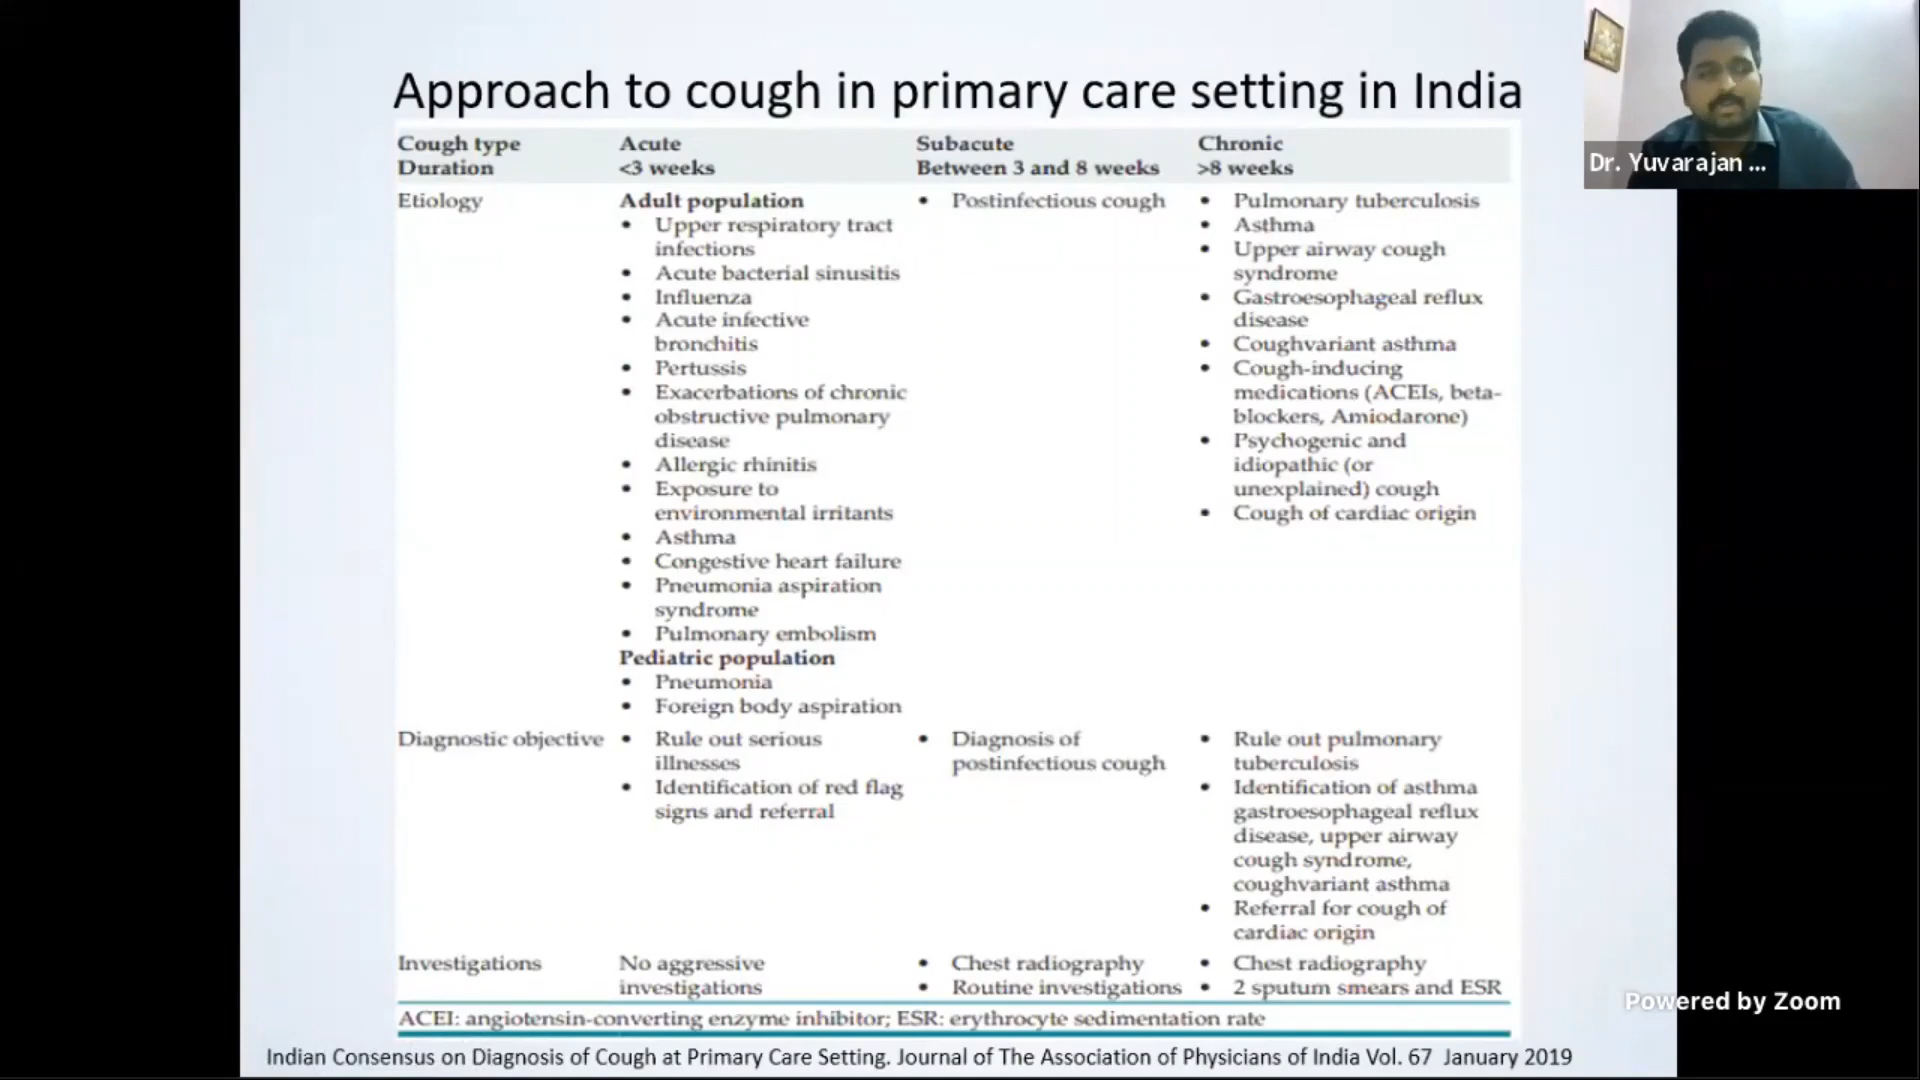 Approach to cough in primary care setting in India
Dr. Yuvarajan ...
Cough type
Duration
Acute
<3 weeks
Subacute
Between 3 and 8 weeks
Chronic
>8 weeks
Etiology
Adult population
• Upper respiratory tract
infections
• Acute bacterial sinusitis
• Influenza
• Acute infective
bronchitis
• Pertussis
• Exacerbations of chronic
obstructive pulmonary
disease
• Allergic rhinitis
• Exposure to
environmental irritants
• Asthma
• Congestive heart failure
• Pneumonia aspiration
syndrome
• Pulmonary embolism
Pediatric population
• Pneumonia
• Foreign body aspiration
• Postinfectious cough
• Pulmonary tuberculosis
• Asthma
• Upper airway cough
syndrome
• Gastroesophageal reflux
disease
• Coughvariant asthma
• Cough-inducing
medications (ACEIs, beta-
blockers, Amiodarone)
• Psychogenic and
idiopathic (or
unexplained) cough
• Cough of cardiac origin
Diagnostic objective
• Rule out serious
illnesses
• Identification of red flag
signs and referral
• Diagnosis of
postinfectious cough
• Rule out pulmonary
tuberculosis
• Identification of asthma
gastroesophageal reflux
disease, upper airway
cough syndrome,
coughvariant asthma
• Referral for cough of
cardiac origin
Investigations
No aggressive
investigations
• Chest radiography
• Routine investigations
• Chest radiography
• 2 sputum smears and ESR
ACEI: angiotensin-converting enzyme inhibitor; ESR: erythrocyte sedimentation rate
Indian Consensus on Diagnosis of Cough at Primary Care Setting. Journal of The Association of Physicians of India Vol. 67 January 2019
Powered by Zoom